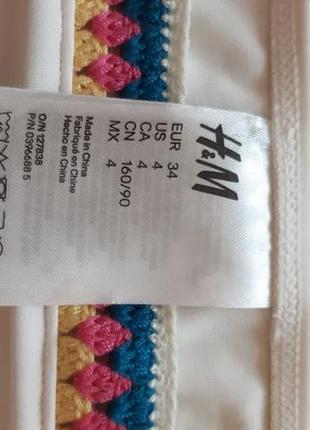 H&M
EUR 34
US 4
CA 4
CN 160/90
MX 4
Made in China
Fabriqué en Chine
Hecho en China
O/N 127838
P/N 0396688 5